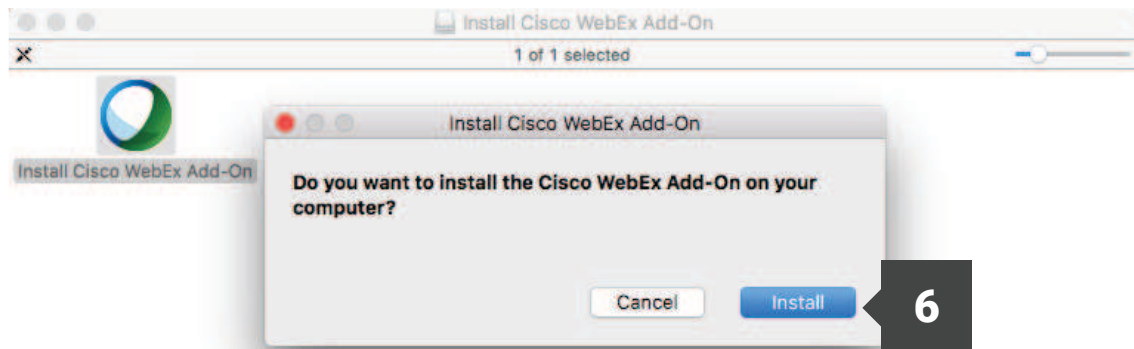 Install Cisco WebEx Add-On
1 of 1 selected
Install Cisco WebEx Add-On
Install Cisco WebEx Add-On
Do you want to install the Cisco WebEx Add-On on your
computer?
Cancel
Install
6